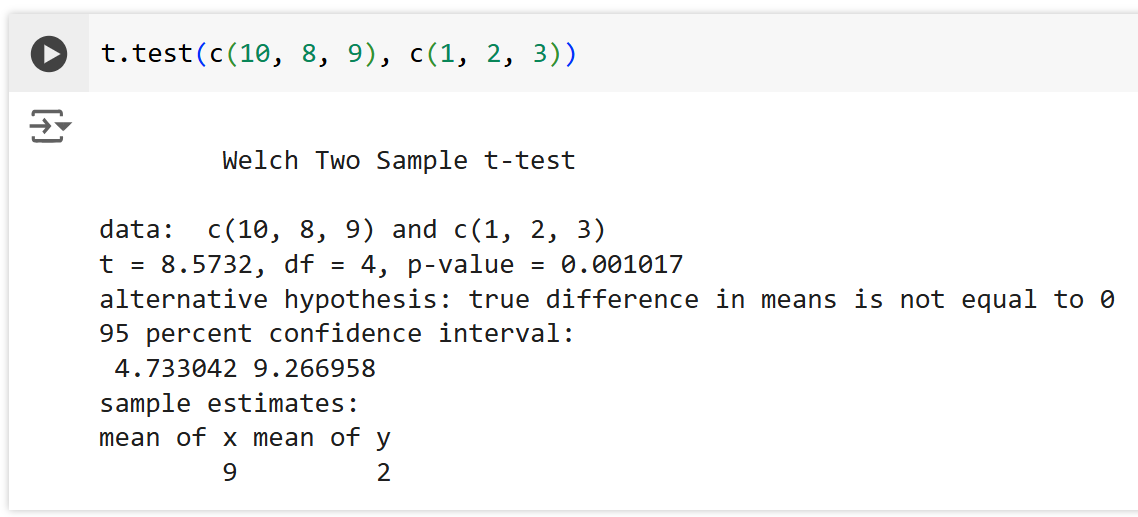 t.test(c(10, 8, 9), c(1, 2, 3))
Welch Two Sample t-test
data:  c(10, 8, 9) and c(1, 2, 3)
t = 8.5732, df = 4, p-value = 0.001017
alternative hypothesis: true difference in means is not equal to 0
95 percent confidence interval:
 4.733042 9.266958
sample estimates:
mean of x mean of y
        9         2